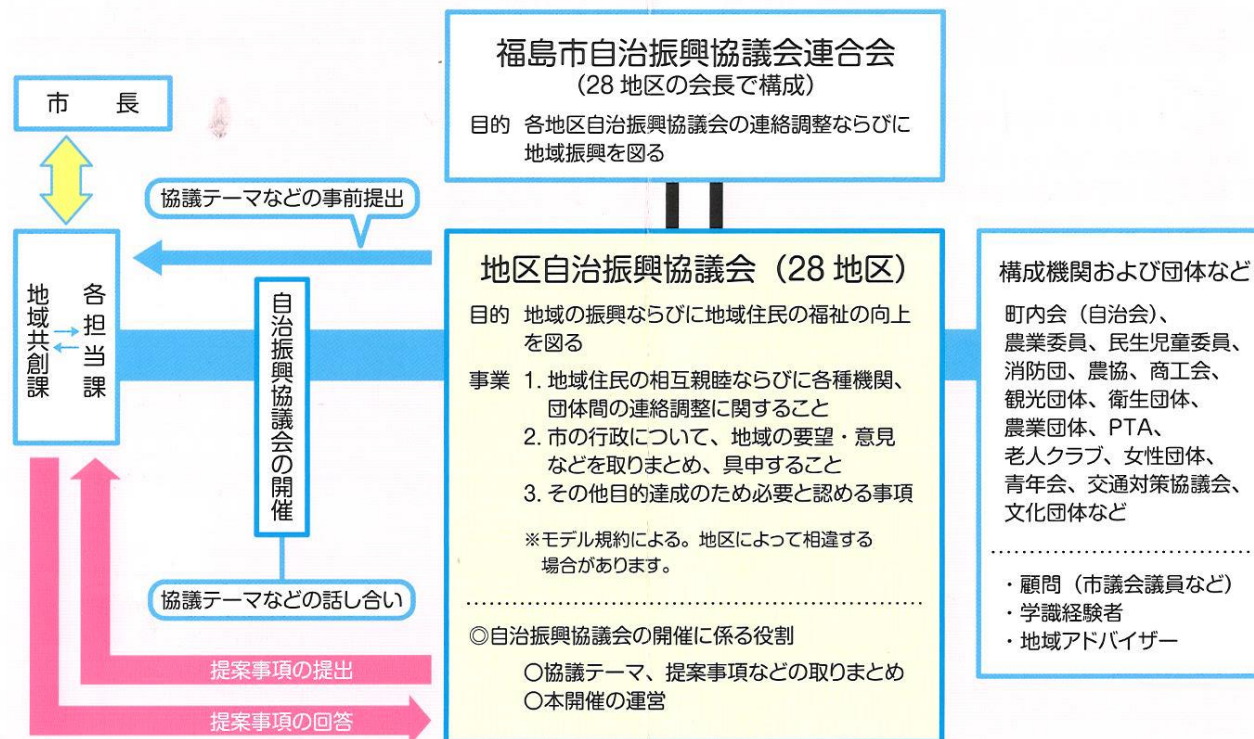 福島市自治振興協議会連合会
(28地区の会長で構成)
目的 各地区自治振興協議会の連絡調整ならびに
地域振興を図る
市 長
協議テーマなどの事前提出
各担当課
地域共創課
自治振興協議会の開催
協議テーマなどの話し合い
提案事項の提出
提案事項の回答
地区自治振興協議会(28地区)
目的 地域の振興ならびに地域住民の福祉の向上
を図る
事業 1. 地域住民の相互親睦ならびに各種機関、
団体間の連絡調整に関すること
2. 市の行政について、地域の要望・意見
などを取りまとめ、具申すること
3. その他目的達成のため必要と認める事項
※モデル規約による。地区によって相違する
場合があります。
◎自治振興協議会の開催に係る役割
○協議テーマ、提案事項などの取りまとめ
○本開催の運営
構成機関および団体など
町内会(自治会)、
農業委員、民生児童委員、
消防団、農協、商工会、
観光団体、衛生団体、
農業団体、PTA、
老人クラブ、女性団体、
青年会、交通対策協議会、
文化団体など
・顧問(市議会議員など)
・学識経験者
・地域アドバイザー